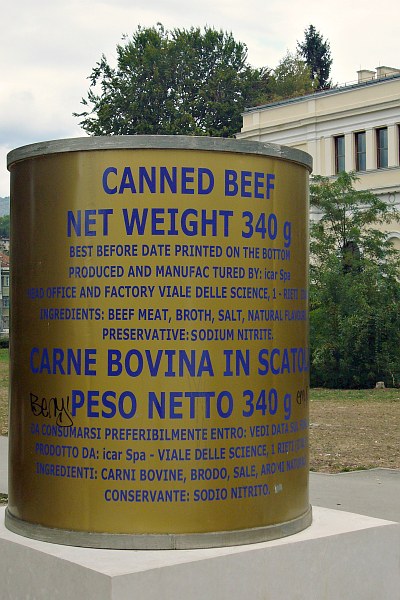 CANNED BEEF
NET WEIGHT 340 g
BEST BEFORE DATE PRINTED ON THE BOTTOM
PRODUCED AND MANUFAC TURED BY: icar Spa
OFFICE AND FACTORY VIALE DELLE SCIENCE, 1 -
INGREDIENTS: BEEF MEAT, BROTH, SALT, NATURAL
PRESERVATIVE: SODIUM NITRITE.
CARNE BOVINA IN SCATOL
PESO NETTO 340 g
DA CONSUMARSI PREFERIBILMENTE ENTRO: VEDI DATA
PRODOTTO DA: icar Spa - VIALE DELLE SCIENCE, 1
INGREDIENTI: CARNI BOVINE, BRODO, SALE, AROMI
CONSERVANTE: SODIO NITRITO.